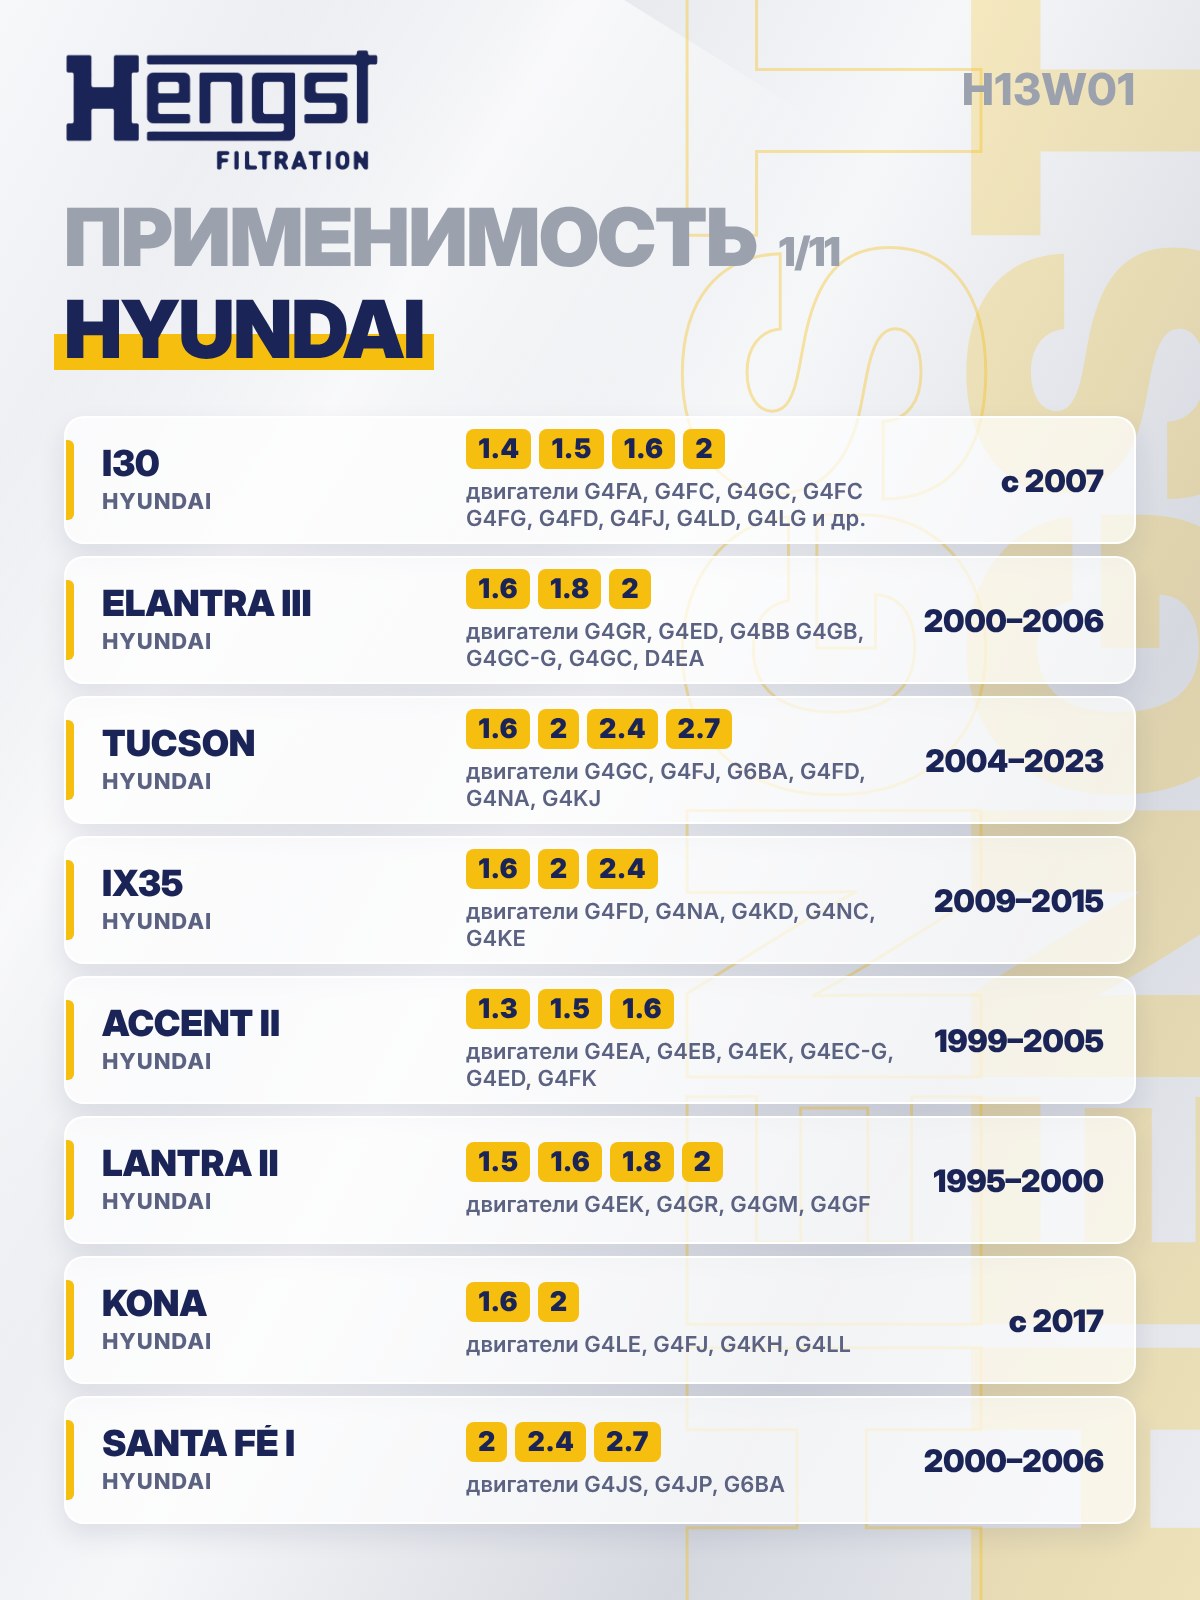 Hengst
FILTRATION
H13W01
ПРИМЕНИМОСТЬ 1/11
HYUNDAI
I30
HYUNDAI
1.4 1.5 1.6 2
двигатели G4FA, G4FC, G4GC, G4FC
G4FG, G4FD, G4FJ, G4LD, G4LG и др.
с 2007
ELANTRA III
HYUNDAI
1.6 1.8 2
двигатели G4GR, G4ED, G4BB G4GB,
G4GC-G, G4GC, D4EA
2000–2006
TUCSON
HYUNDAI
1.6 2 2.4 2.7
двигатели G4GC, G4FJ, G6BA, G4FD,
G4NA, G4KJ
2004–2023
IX35
HYUNDAI
1.6 2 2.4
двигатели G4FD, G4NA, G4KD, G4NC,
G4KE
2009–2015
ACCENT II
HYUNDAI
1.3 1.5 1.6
двигатели G4EA, G4EB, G4EK, G4EC-G,
G4ED, G4FK
1999–2005
LANTRA II
HYUNDAI
1.5 1.6 1.8 2
двигатели G4EK, G4GR, G4GM, G4GF
1995–2000
KONA
HYUNDAI
1.6 2
двигатели G4LE, G4FJ, G4KH, G4LL
с 2017
SANTA FÉ I
HYUNDAI
2 2.4 2.7
двигатели G4JS, G4JP, G6BA
2000–2006
HENGST
HENGST